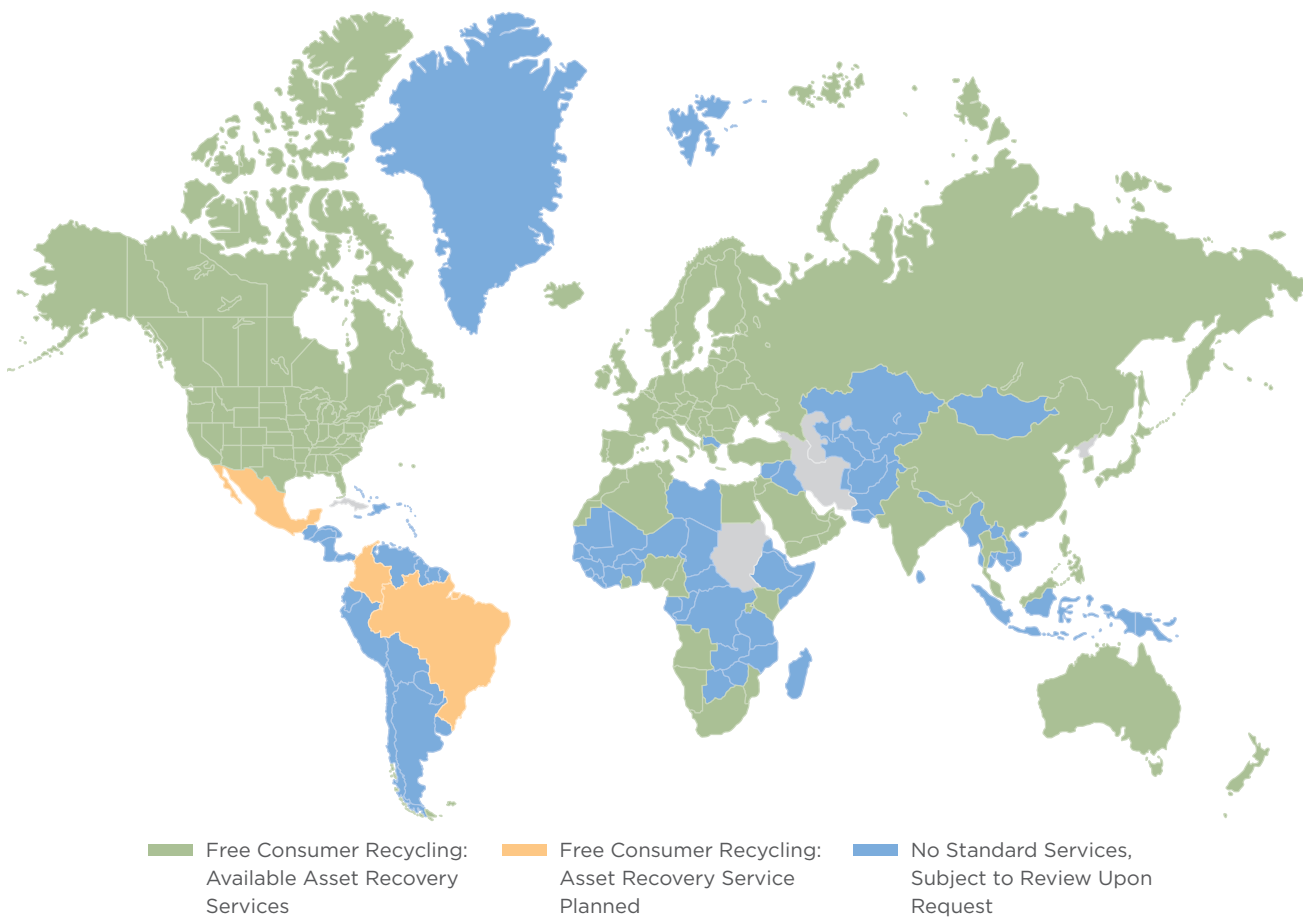 Free Consumer Recycling:
Available Asset Recovery
Services
Free Consumer Recycling:
Asset Recovery Service
Planned
No Standard Services,
Subject to Review Upon
Request